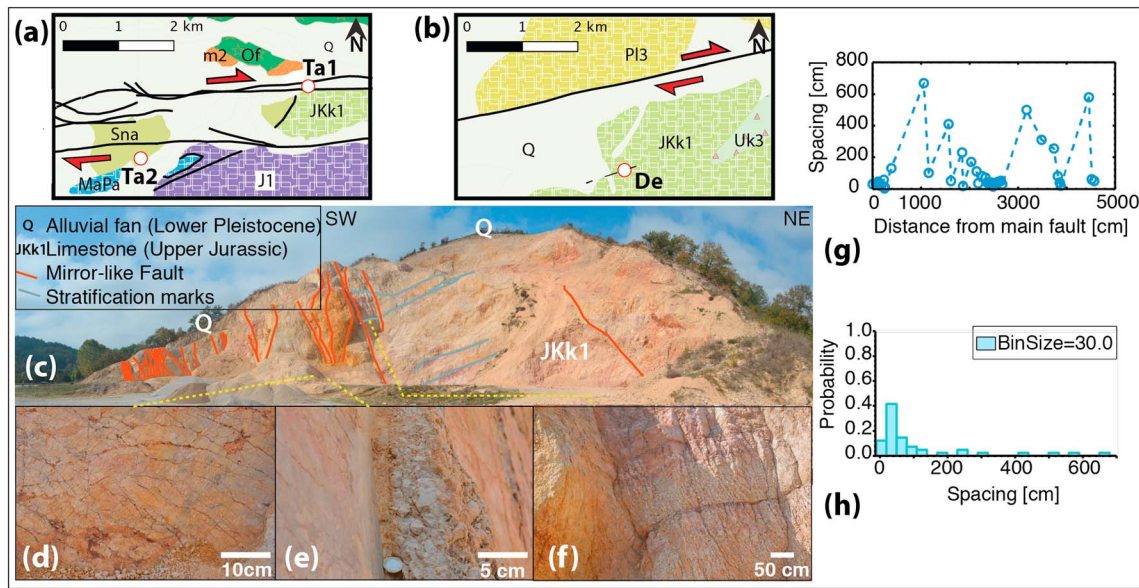 (a)
0 1 2 km
N
m2
Of
Q
Ta1
JKk1
Sna
Ta2
MaPa
J1
(b)
0 1 2 km
N
Pl3
Q
JKk1
Uk3
De
(c)
Q Alluvial fan (Lower Pleistocene)
JKk1 Limestone (Upper Jurassic)
Mirror-like Fault
Stratification marks
SW
NE
Q
Q
JKk1
(d)
10cm
(e)
5 cm
(f)
50 cm
(g)
Spacing [cm]
800
600
400
200
0
0 1000 3000 5000
Distance from main fault [cm]
(h)
Probability
1.0
0.8
0.6
0.4
0.2
0.0
BinSize=30.0
0 200 400 600
Spacing [cm]